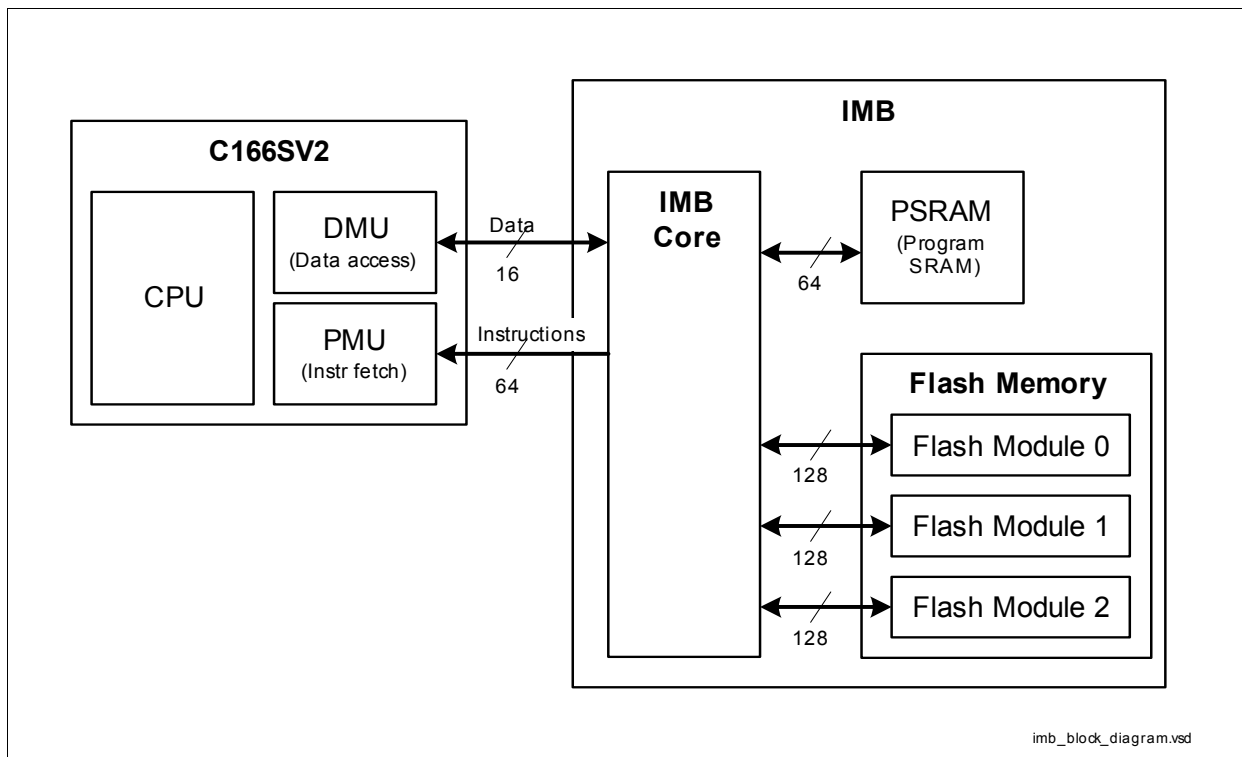 IMB
C166SV2
CPU
DMU
(Data access)
PMU
(Instr fetch)
Data
16
Instructions
64
IMB
Core
64
PSRAM
(Program
SRAM)
Flash Memory
128
Flash Module 0
128
Flash Module 1
128
Flash Module 2
imb_block_diagram.vsd